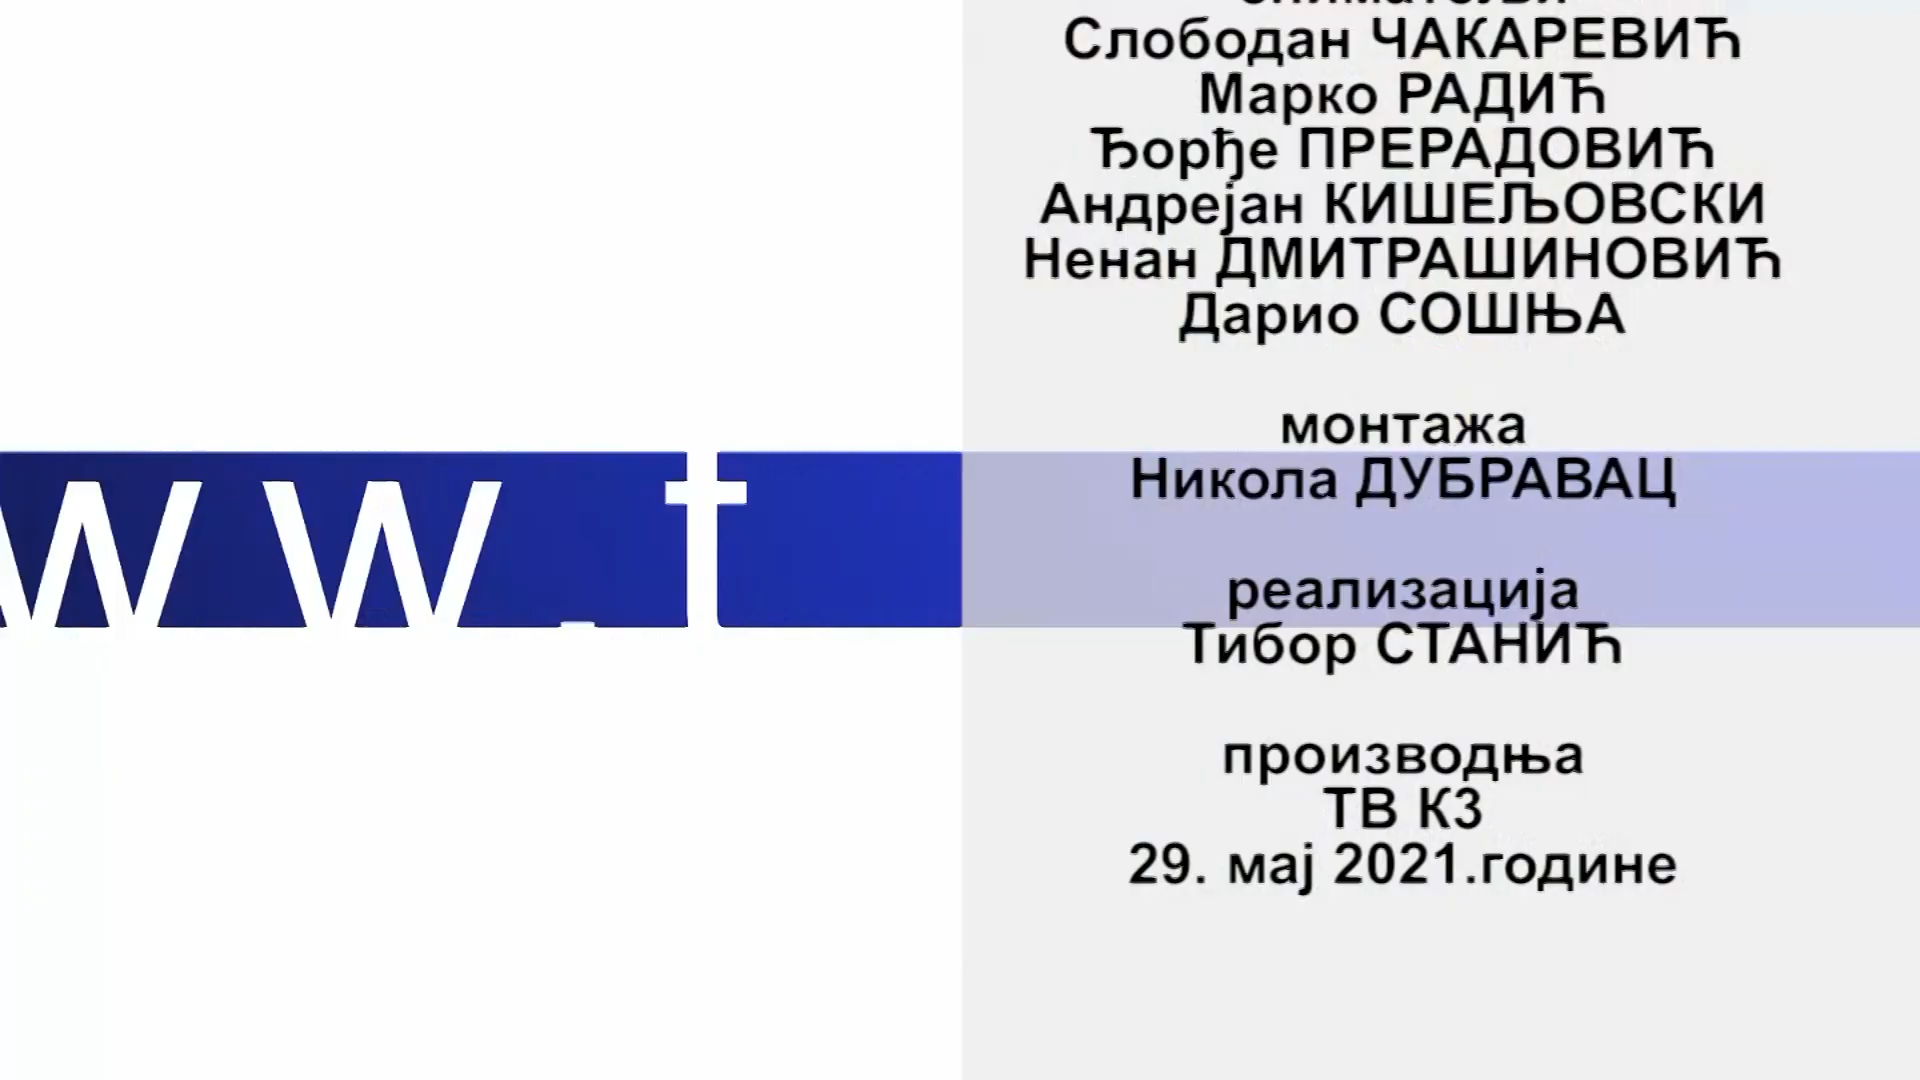 Слободан ЧАКАРЕВИЋ
Марко РАДИЋ
Ђорђе ПРЕРАДОВИЋ
Андрејан КИШЕЉОВСКИ
Ненан ДМИТРАШИНОВИЋ
Дарио СОШЊА
монтажа
Никола ДУБРАВАЦ
ww.t
реализација
Тибор СТАНИЋ
производња
ТВ К3
29. мај 2021.године